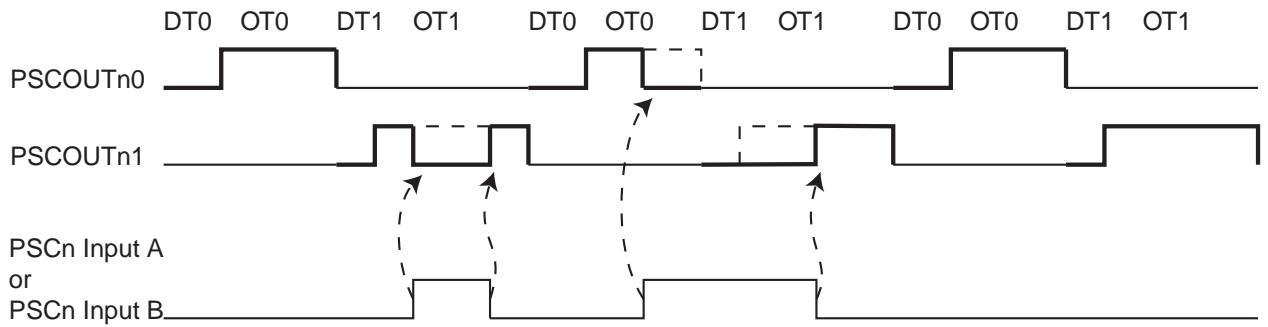 DT0 OT0 DT1 OT1 DT0 OT0 DT1 OT1 DT0 OT0 DT1 OT1
PSCOUTn0
PSCOUTn1
PSCn Input A
or
PSCn Input B